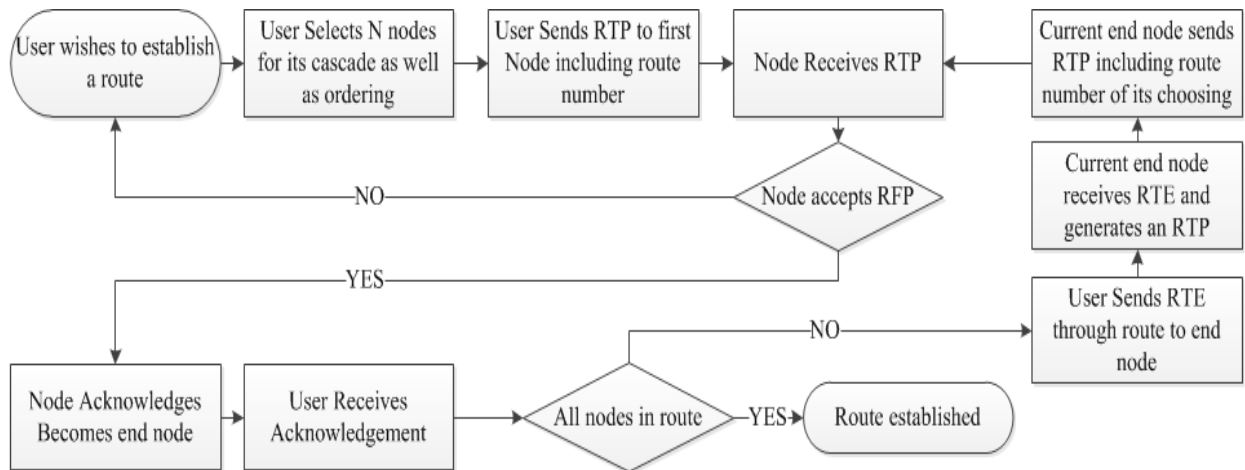 User wishes to establish
a route
User Selects N nodes
for its cascade as well
as ordering
User Sends RTP to first
Node including route
number
Node Receives RTP
Current end node sends
RTP including route
number of its choosing
Current end node
receives RTE and
generates an RTP
Node accepts RFP
NO
YES
User Sends RTE
through route to end
node
NO
Node Acknowledges
Becomes end node
User Receives
Acknowledgement
All nodes in route
YES
Route established